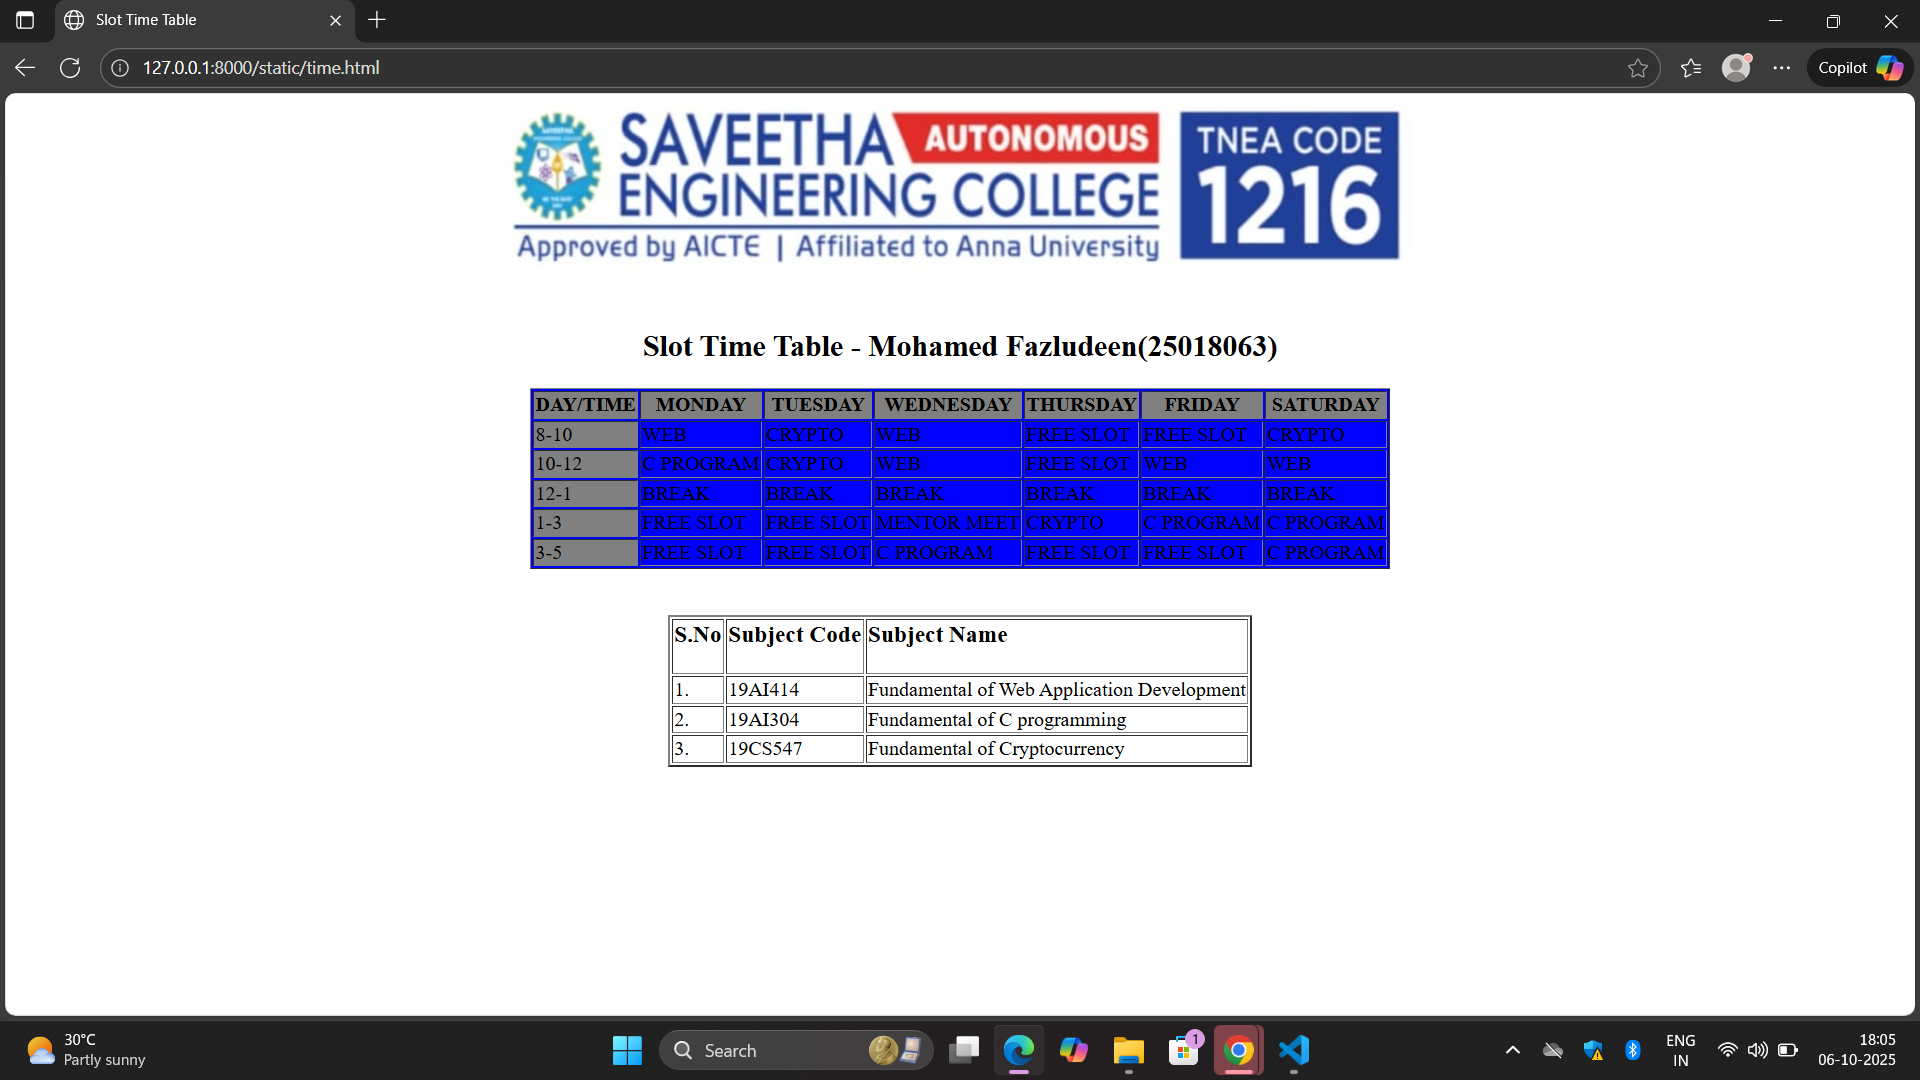 Slot Time Table
127.0.0.1:8000/static/time.html
Copilot
SAVEETHA AUTONOMOUS
ENGINEERING COLLEGE
Approved by AICTE | Affiliated to Anna University
TNEA CODE
1216
Slot Time Table - Mohamed Fazludeen(25018063)
DAY/TIME MONDAY TUESDAY WEDNESDAY THURSDAY FRIDAY SATURDAY
8-10 WEB CRYPTO WEB FREE SLOT FREE SLOT CRYPTO
10-12 C PROGRAM CRYPTO WEB FREE SLOT WEB WEB
12-1 BREAK BREAK BREAK BREAK BREAK BREAK
1-3 FREE SLOT FREE SLOT MENTOR MEET CRYPTO C PROGRAM C PROGRAM
3-5 FREE SLOT FREE SLOT C PROGRAM FREE SLOT FREE SLOT C PROGRAM
S.No Subject Code Subject Name
1. 19AI414 Fundamental of Web Application Development
2. 19AI304 Fundamental of C programming
3. 19CS547 Fundamental of Cryptocurrency
30°C
Partly sunny
Search
1
ENG
IN
18:05
06-10-2025